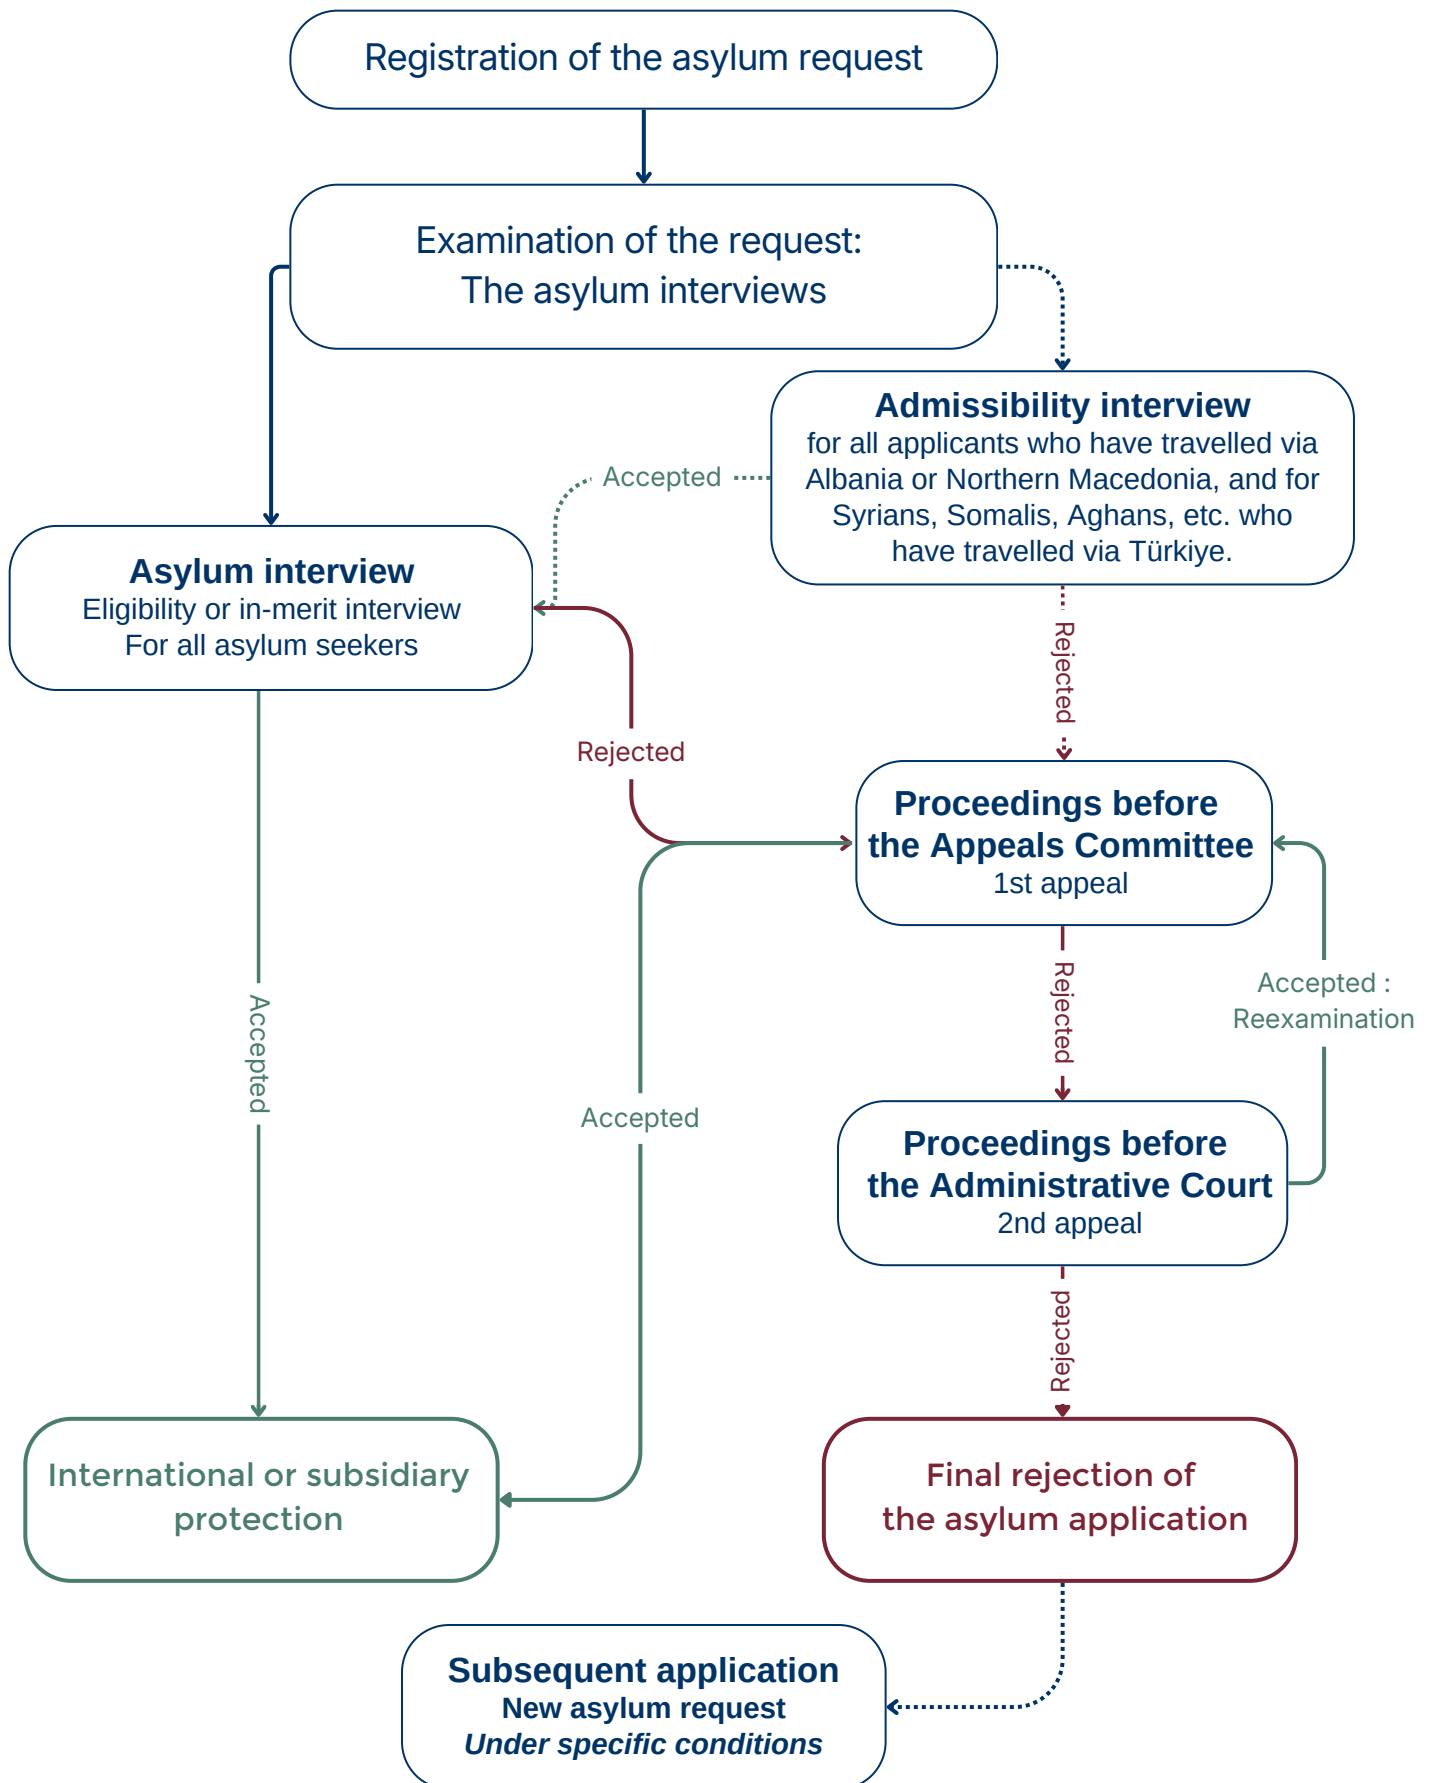 Registration of the asylum request
Examination of the request:
The asylum interviews
Admissibility interview
for all applicants who have travelled via
Albania or Northern Macedonia, and for
Syrians, Somalis, Aghans, etc. who
have travelled via Türkiye.
Accepted
Asylum interview
Eligibility or in-merit interview
For all asylum seekers
Rejected
Rejected
Proceedings before
the Appeals Committee
1st appeal
Rejected
Accepted :
Reexamination
Accepted
Accepted
Proceedings before
the Administrative Court
2nd appeal
Rejected
International or subsidiary
protection
Final rejection of
the asylum application
Subsequent application
New asylum request
Under specific conditions